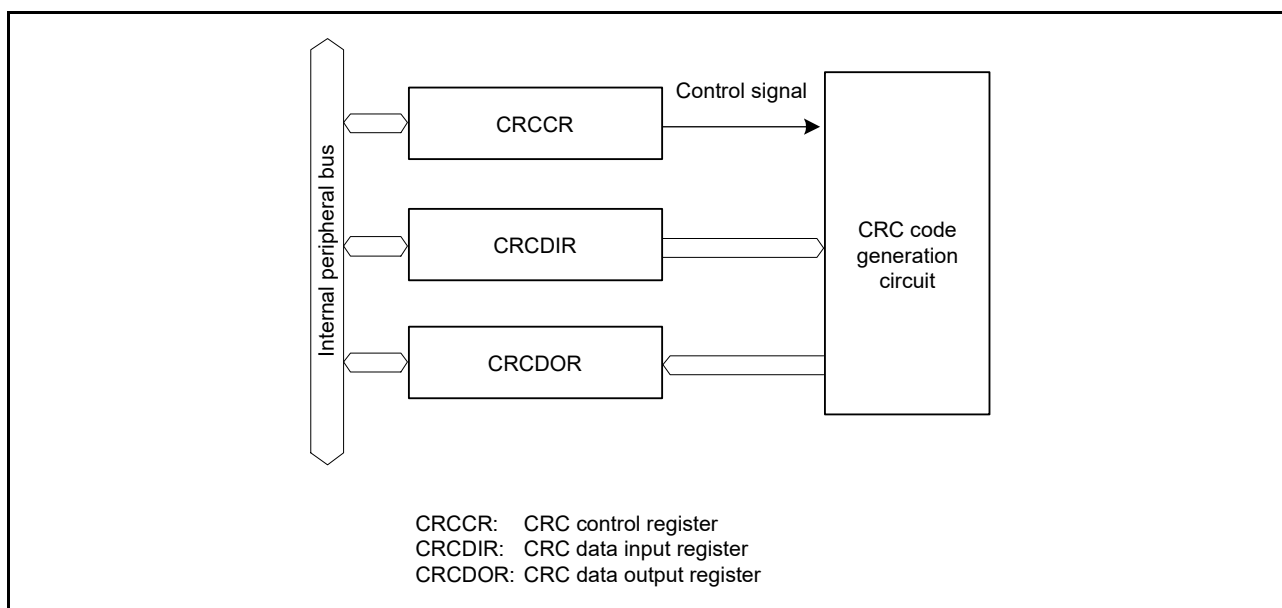 Internal peripheral bus
CRCCR
Control signal
CRCDIR
CRCDOR
CRC code
generation
circuit
CRCCR: CRC control register
CRCDIR: CRC data input register
CRCDOR: CRC data output register